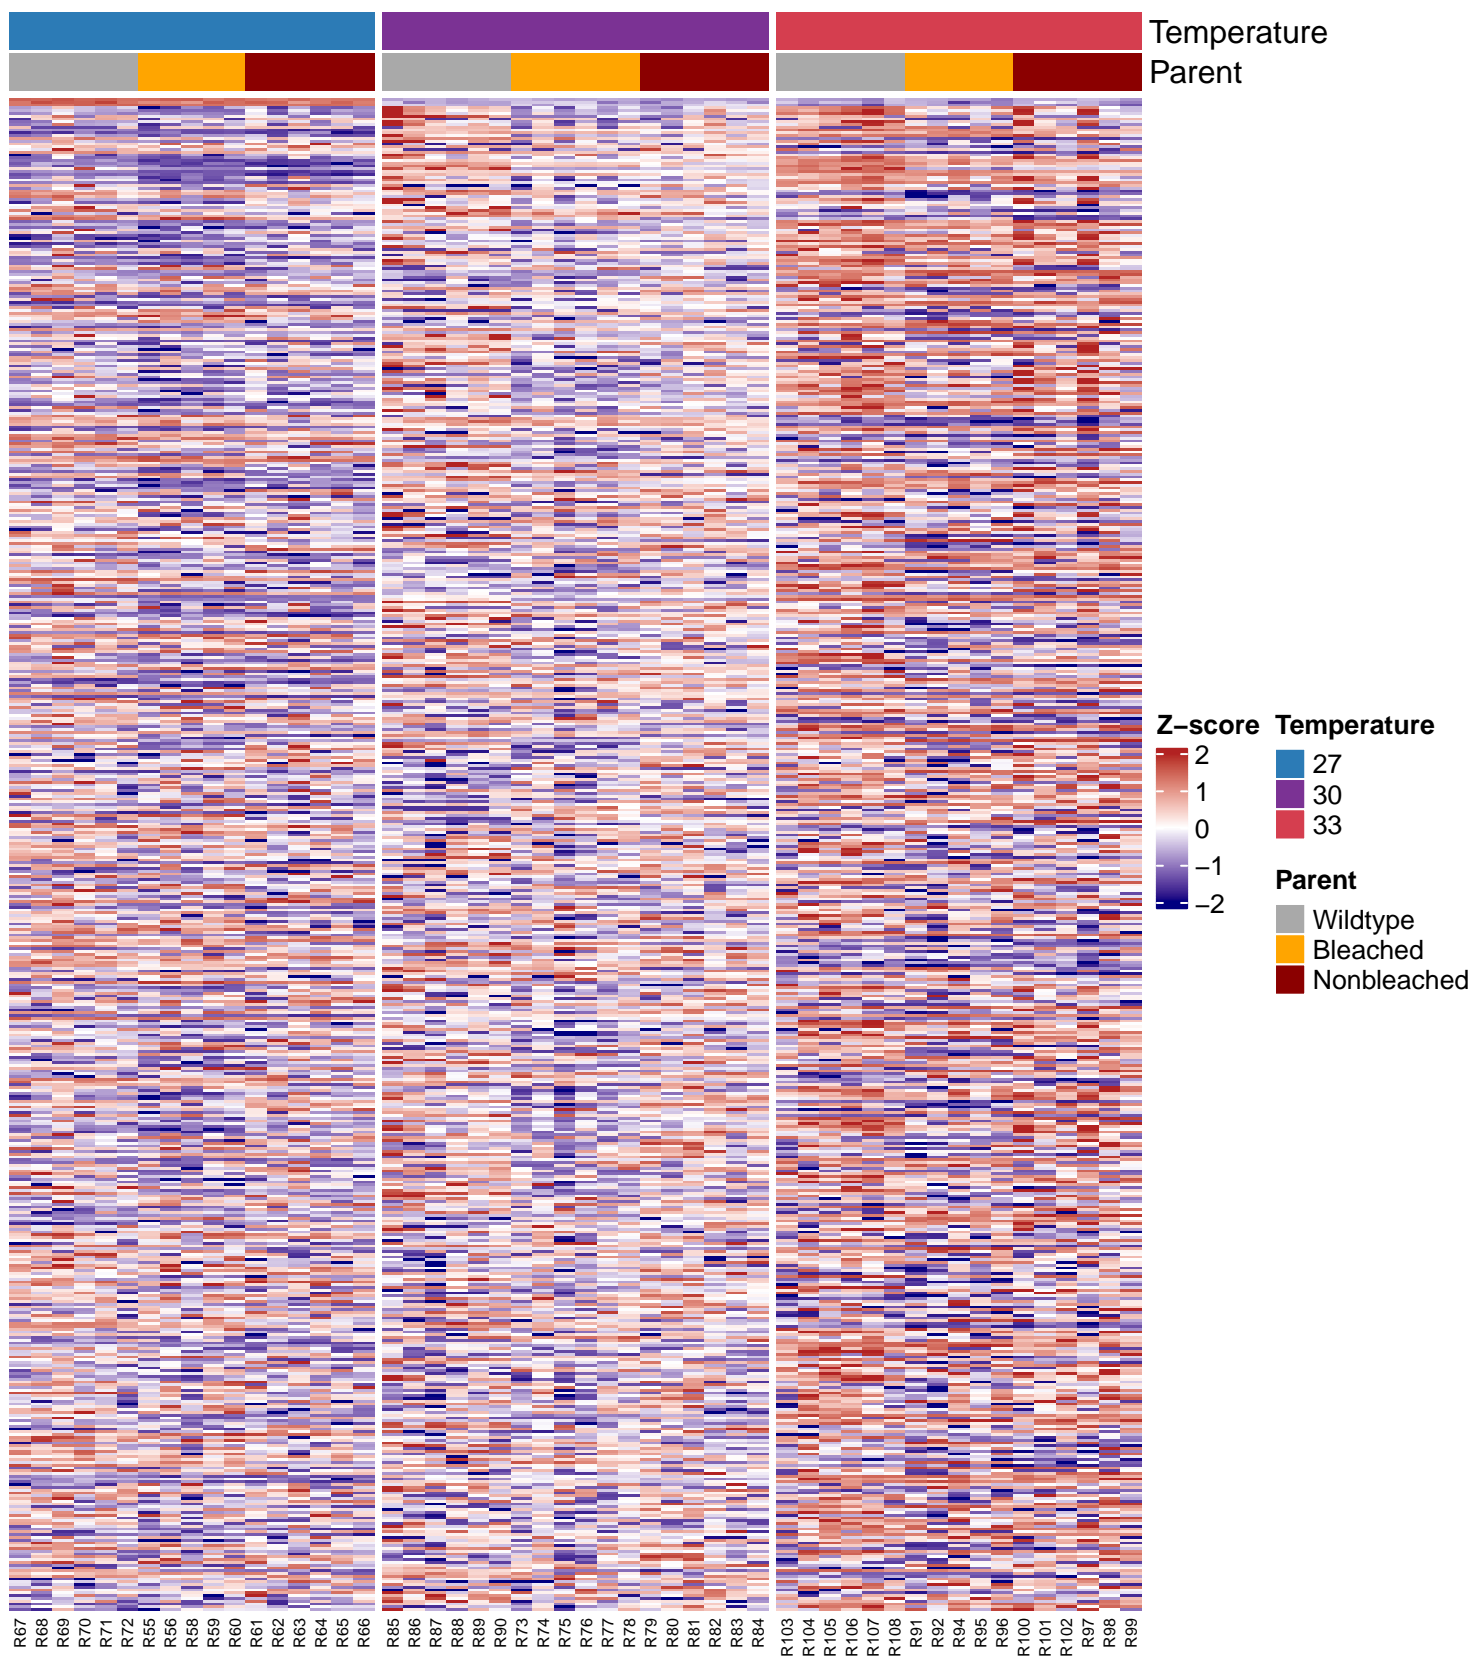 Temperature
Parent
Z−score
2
1
0
−1
−2
Temperature
27
30
33
Parent
Wildtype
Bleached
Nonbleached
R67 R68 R69 R70 R71 R72 R55 R56 R58 R59 R60 R61 R62 R63 R64 R65 R66 R85 R86 R87 R88 R89 R90 R73 R74 R75 R76 R77 R78 R79 R80 R81 R82 R83 R84 R103 R104 R105 R106 R107 R108 R91 R92 R94 R95 R96 R100 R101 R102 R97 R98 R99